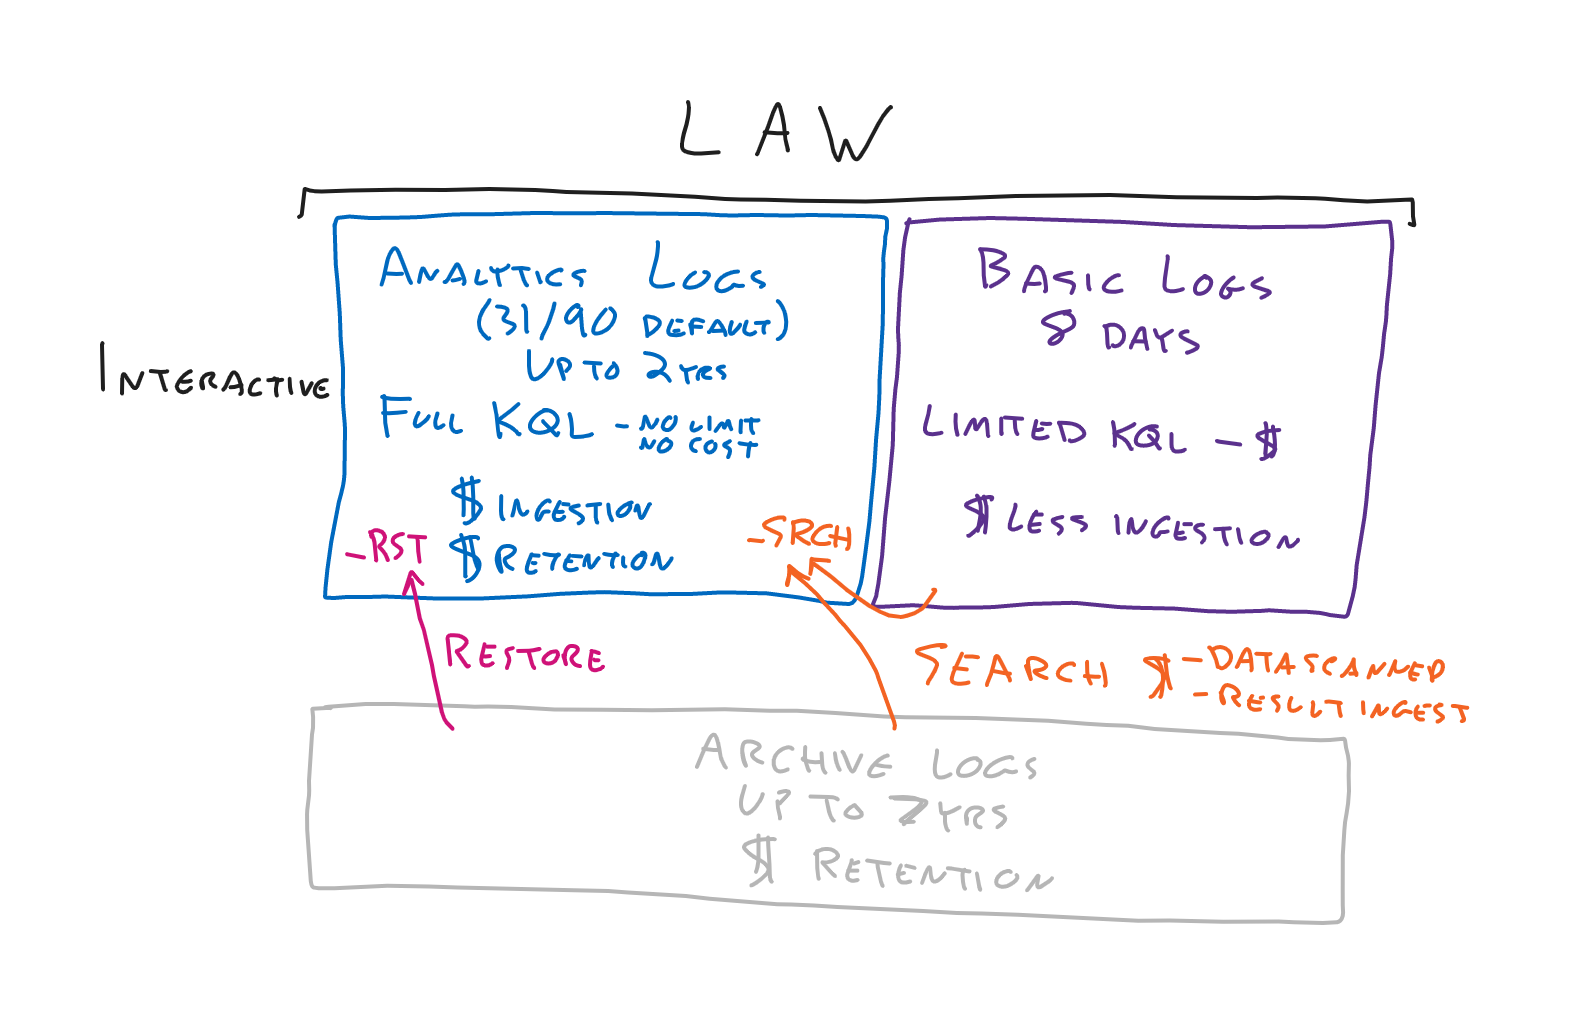 LAW
ANALYTICS LOGS
(31/90 DEFAULT)
UP TO 2 YRS
FULL KQL - NO LIMIT
NO COST
$ INGESTION
$ RETENTION
_RST
_SRCH
INTERACTIVE
BASIC LOGS
8 DAYS
LIMITED KQL - $
$ LESS INGESTION
RESTORE
SEARCH $ - DATA SCANNED
- RESULT INGEST
ARCHIVE LOGS
UP TO 7 YRS
$ RETENTION